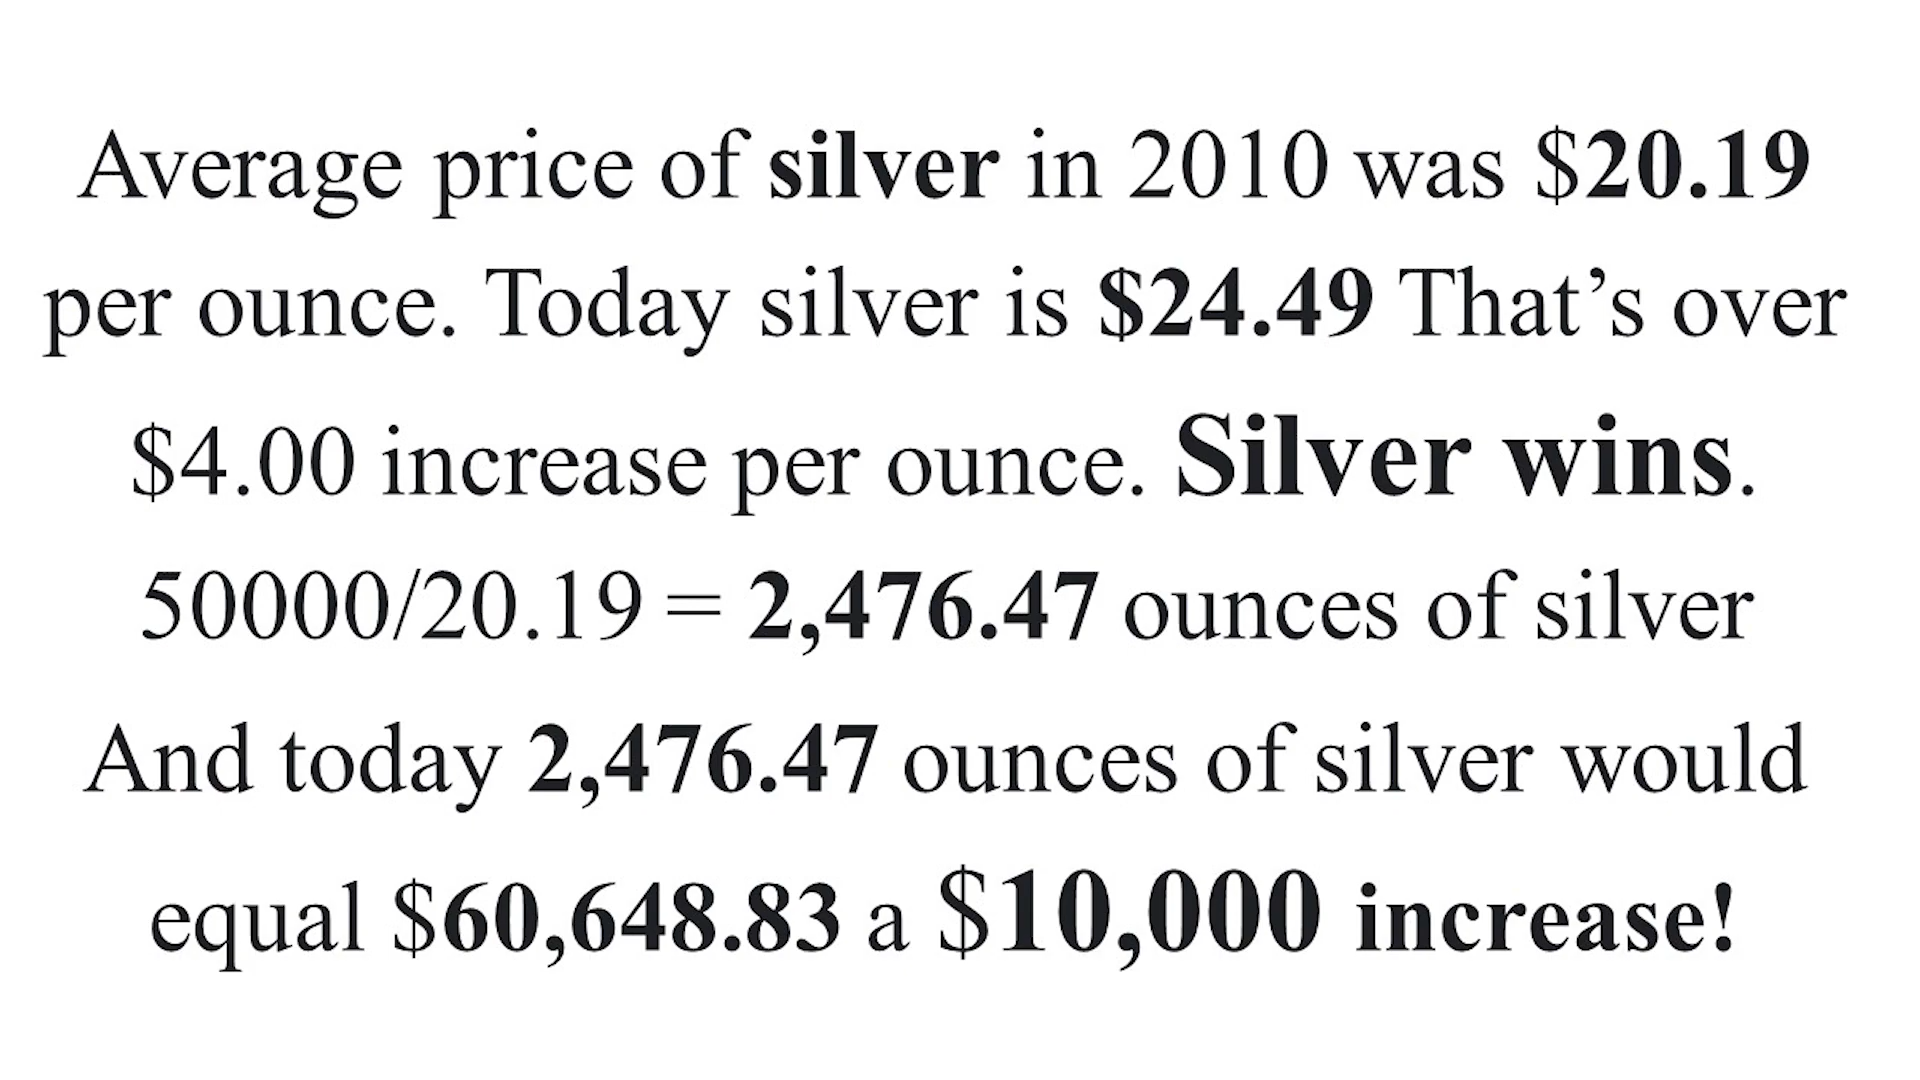 Average price of silver in 2010 was $20.19
per ounce. Today silver is $24.49 That’s over
$4.00 increase per ounce. Silver wins.
50000/20.19 = 2,476.47 ounces of silver
And today 2,476.47 ounces of silver would
equal $60,648.83 a $10,000 increase!